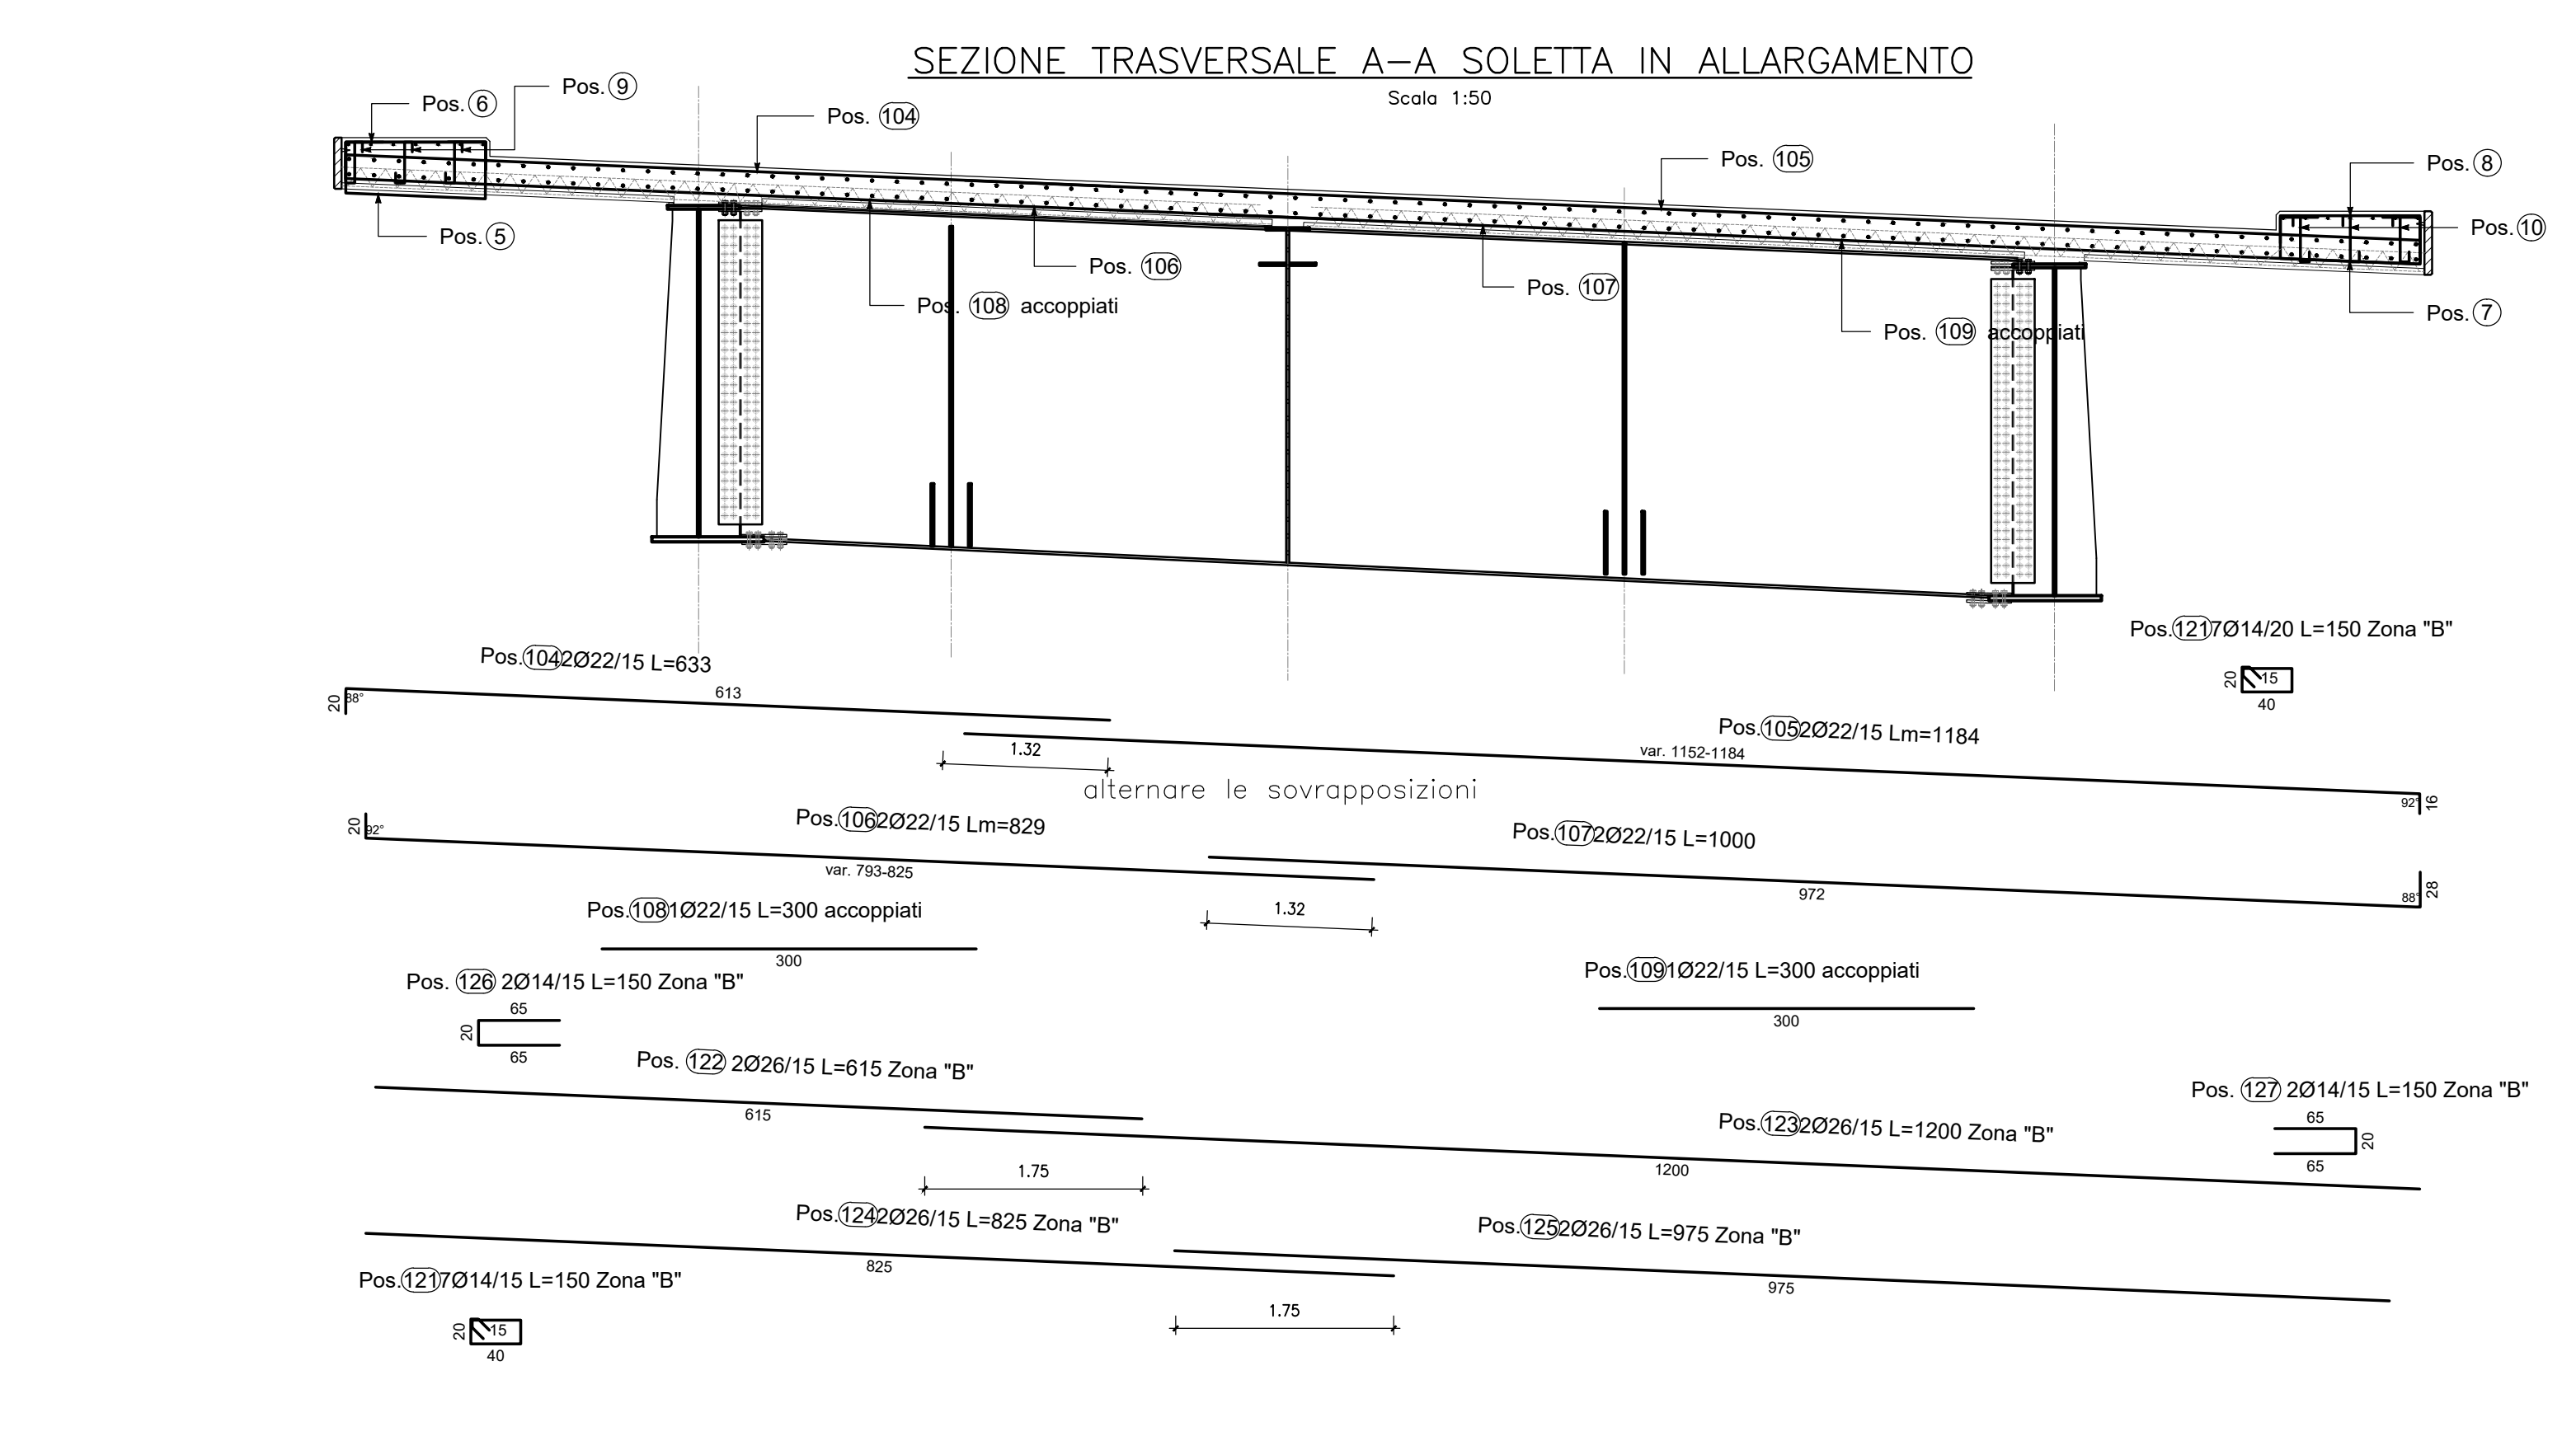 SEZIONE TRASVERSALE A-A SOLETTA IN ALLARGAMENTO
Scala 1:50
Pos. 6
Pos. 9
Pos. 104
Pos. 105
Pos. 8
Pos. 10
Pos. 5
Pos. 106
Pos. 107
Pos. 108 accoppiati
Pos. 109 accoppiati
Pos. 7
Pos. 121 7Ø14/20 L=150 Zona "B"
20
15
40
Pos. 104 2Ø22/15 L=633
20
88°
613
Pos. 105 2Ø22/15 Lm=1184
var. 1152-1184
92°
16
1.32
alternare le sovrapposizioni
Pos. 106 2Ø22/15 Lm=829
20
92°
var. 793-825
Pos. 107 2Ø22/15 L=1000
972
88°
28
1.32
Pos. 108 1Ø22/15 L=300 accoppiati
300
Pos. 109 1Ø22/15 L=300 accoppiati
300
Pos. 126 2Ø14/15 L=150 Zona "B"
65
20
65
Pos. 122 2Ø26/15 L=615 Zona "B"
615
Pos. 127 2Ø14/15 L=150 Zona "B"
65
20
65
Pos. 123 2Ø26/15 L=1200 Zona "B"
1200
1.75
Pos. 124 2Ø26/15 L=825 Zona "B"
825
Pos. 125 2Ø26/15 L=975 Zona "B"
975
1.75
Pos. 121 7Ø14/15 L=150 Zona "B"
20
15
40